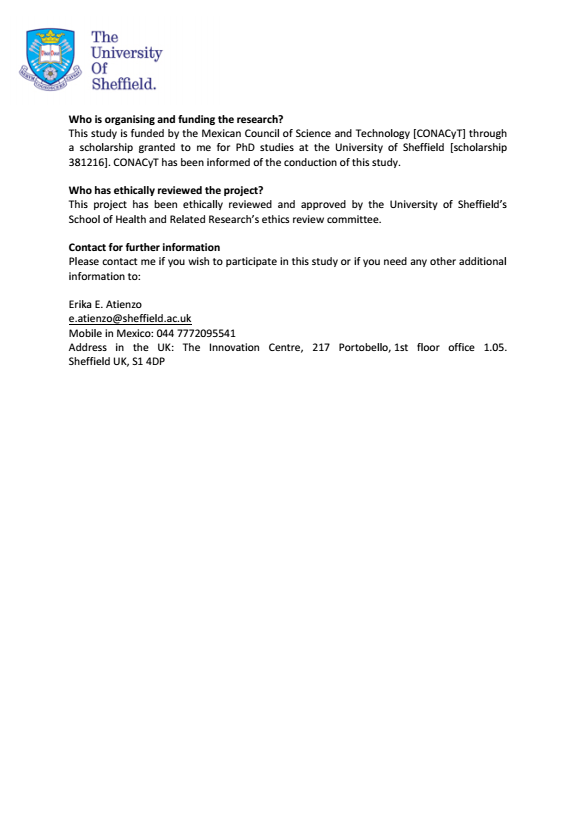 The
University
Of
Sheffield.
Who is organising and funding the research?
This study is funded by the Mexican Council of Science and Technology [CONACyT] through
a scholarship granted to me for PhD studies at the University of Sheffield [scholarship
381216]. CONACyT has been informed of the conduction of this study.
Who has ethically reviewed the project?
This project has been ethically reviewed and approved by the University of Sheffield's
School of Health and Related Research's ethics review committee.
Contact for further information
Please contact me if you wish to participate in this study or if you need any other additional
information to:
Erika E. Atienzo
e.atienzo@sheffield.ac.uk
Mobile in Mexico: 044 7772095541
Address in the UK: The Innovation Centre, 217 Portobello, 1st floor office 1.05.
Sheffield UK, S1 4DP